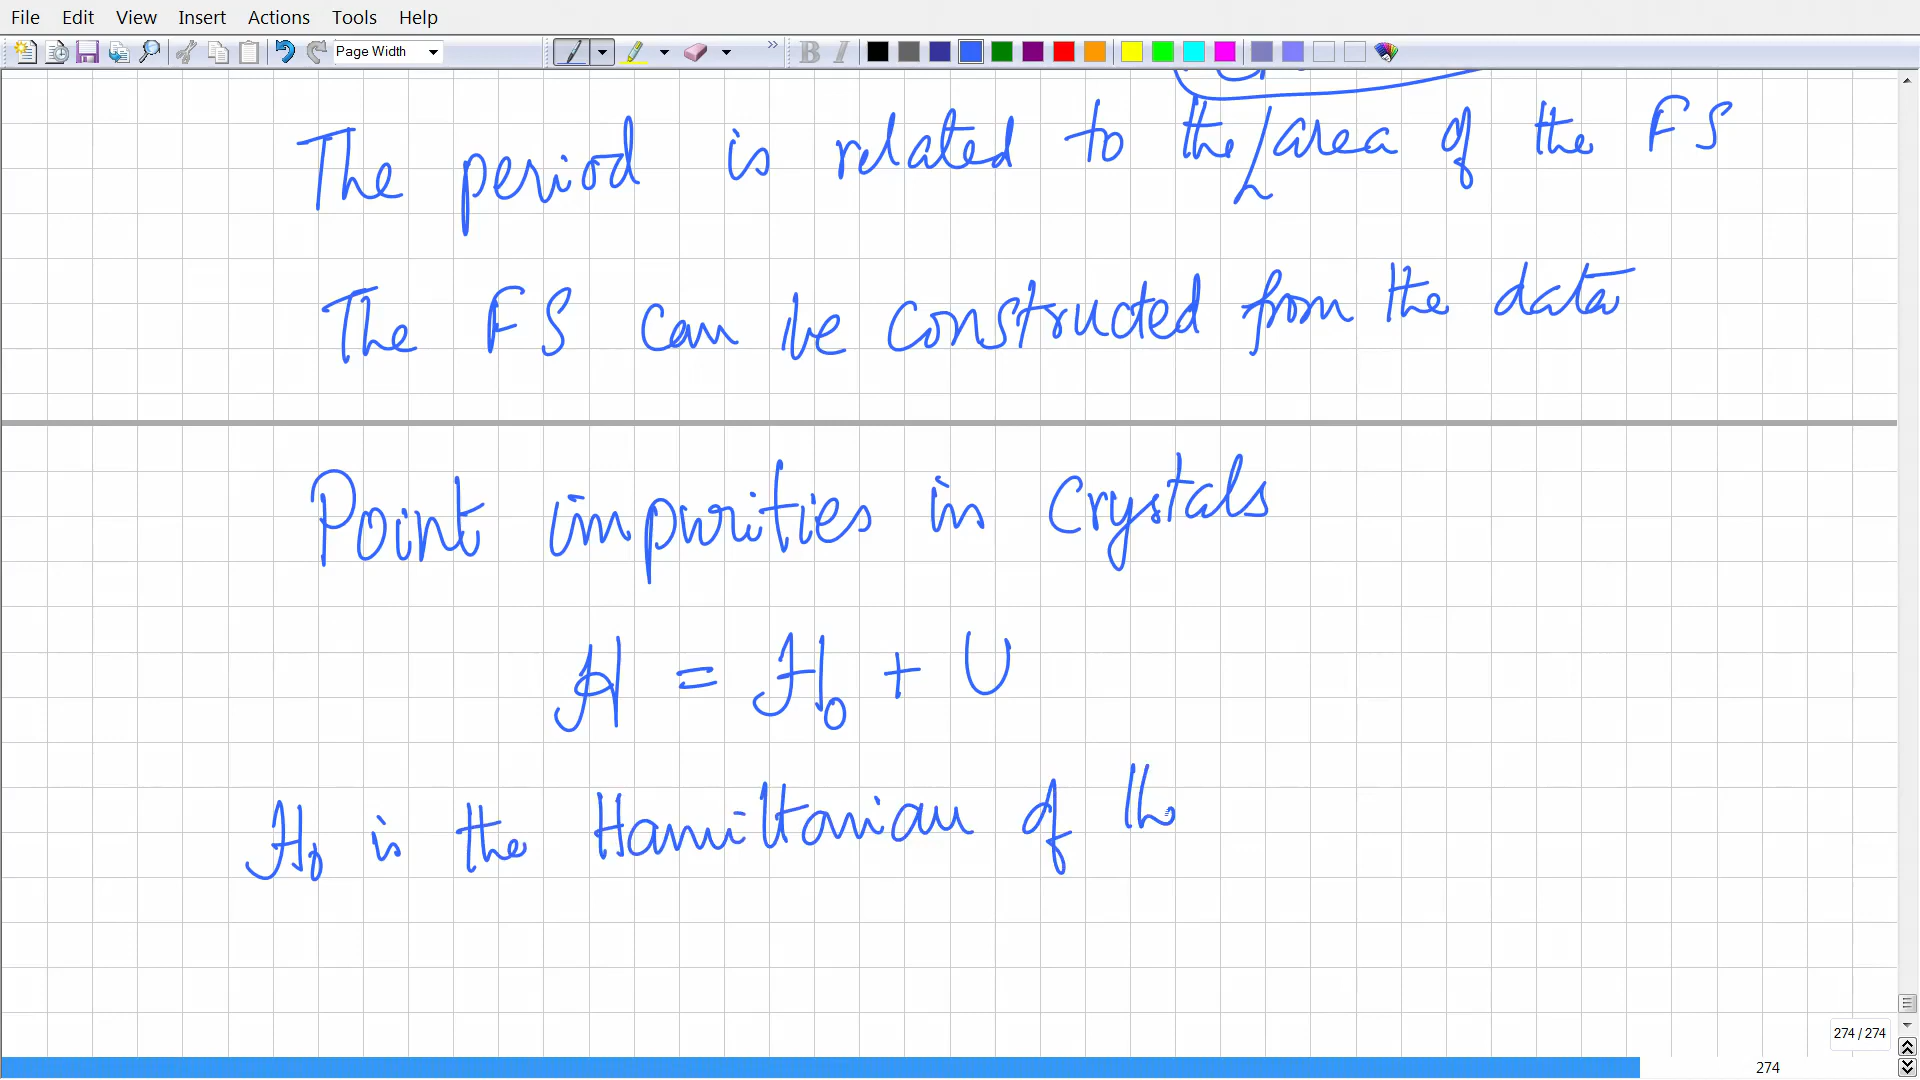 File Edit View Insert Actions Tools Help
Page Width
The period is related to the ⊥ area of the FS
The FS can be constructed from the data
Point impurities in Crystals
H = H₀ + U
H₀ is the Hamiltonian of th
274 / 274
274